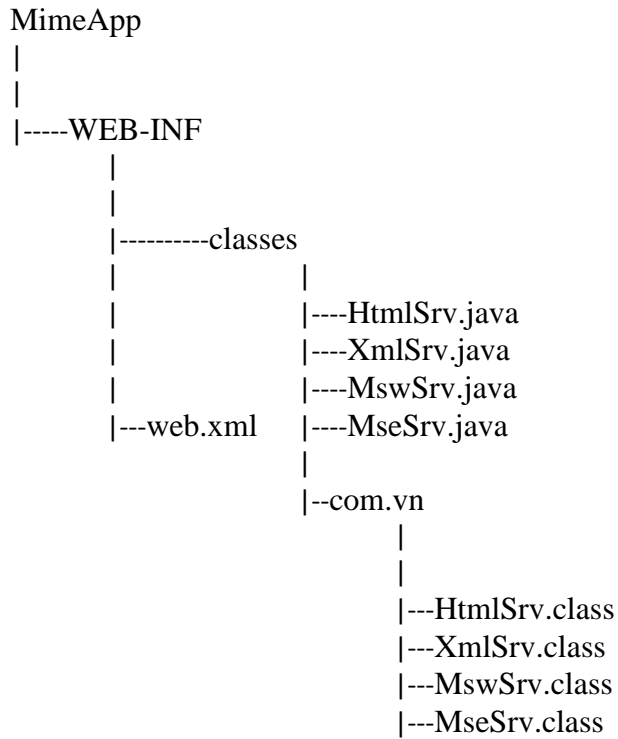 MimeApp
|
|
|-----WEB-INF
|
|
|----------classes
| |
| |----HtmlSrv.java
| |----XmlSrv.java
| |----MswSrv.java
|---web.xml |----MseSrv.java
|
|--com.vn
|
|
|---HtmlSrv.class
|---XmlSrv.class
|---MswSrv.class
|---MseSrv.class